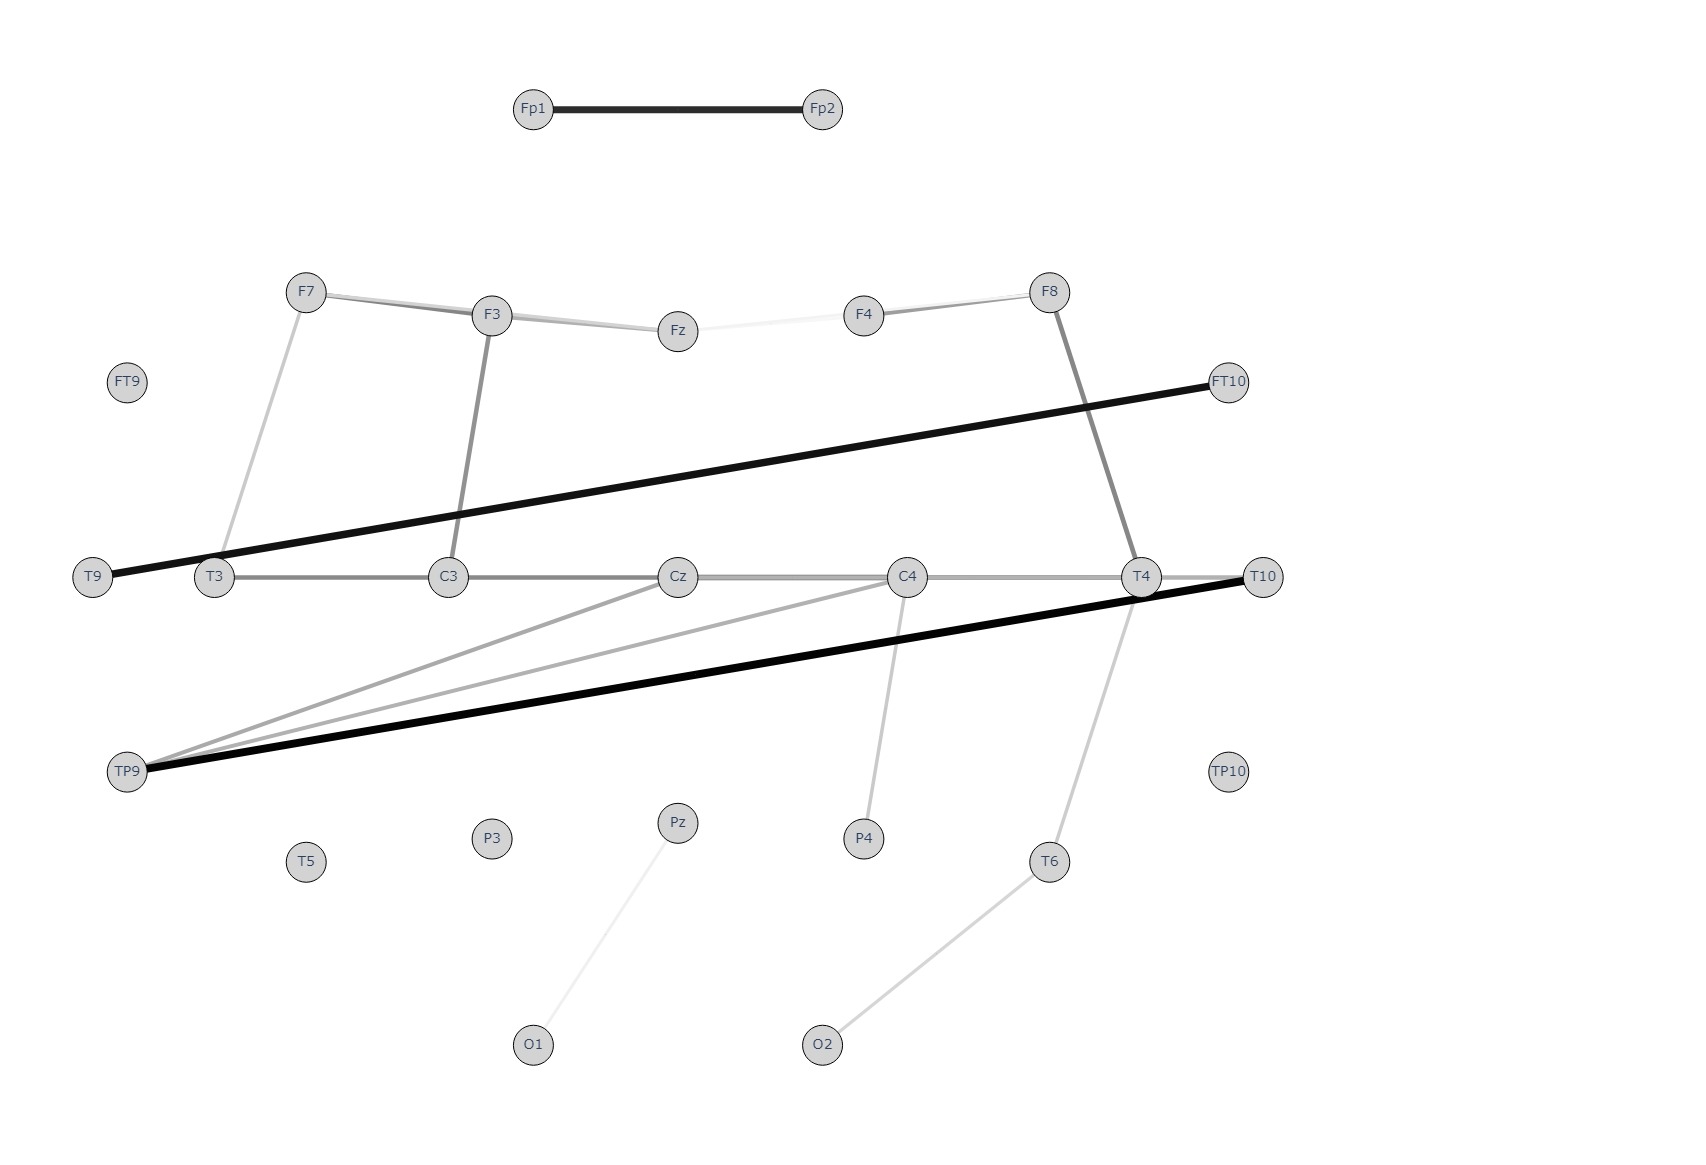 Fp1 Fp2
F7 F3 Fz F4 F8
FT9 FT10
T9 T3 C3 Cz C4 T4 T10
TP9 TP10
T5 P3 Pz P4 T6
O1 O2